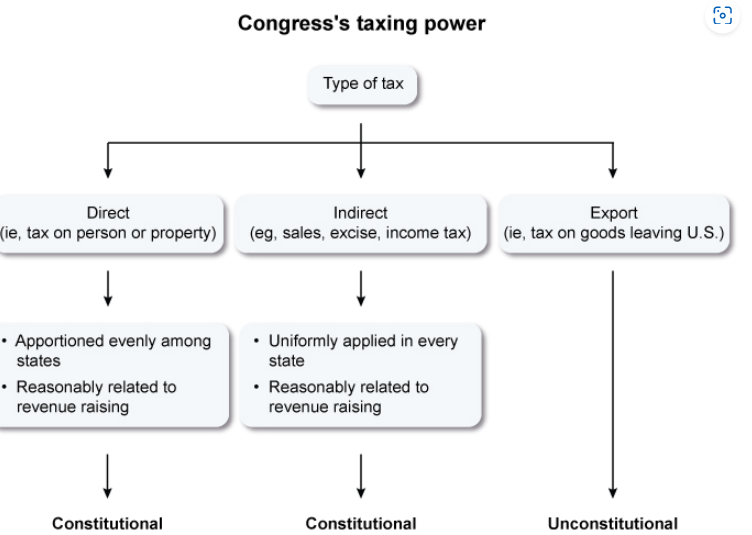 Congress's taxing power
Type of tax
Direct
(ie, tax on person or property)
Indirect
(eg, sales, excise, income tax)
Export
(ie, tax on goods leaving U.S.)
• Apportioned evenly among
states
• Reasonably related to
revenue raising
• Uniformly applied in every
state
• Reasonably related to
revenue raising
Constitutional
Constitutional
Unconstitutional